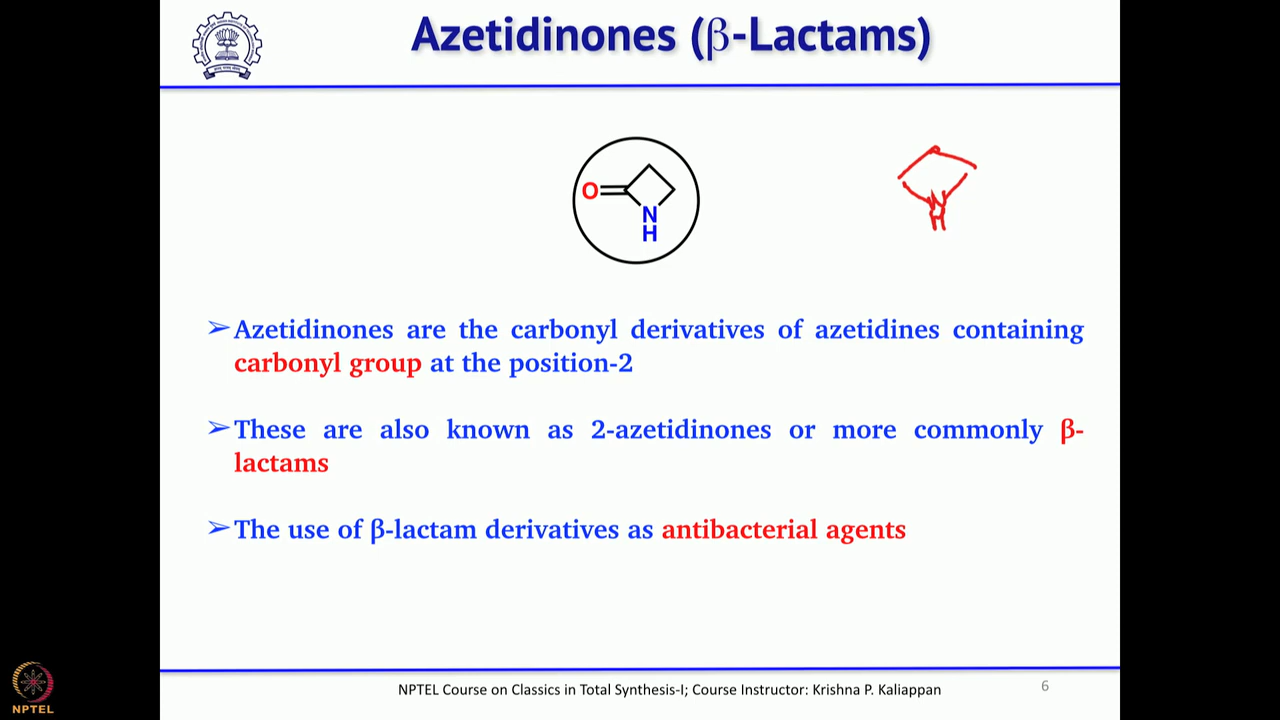 Azetidinones (β-Lactams)
O
N
H
N
H
➢Azetidinones are the carbonyl derivatives of azetidines containing
carbonyl group at the position-2
➢These are also known as 2-azetidinones or more commonly β-
lactams
➢The use of β-lactam derivatives as antibacterial agents
NPTEL Course on Classics in Total Synthesis-I; Course Instructor: Krishna P. Kaliappan
6
NPTEL